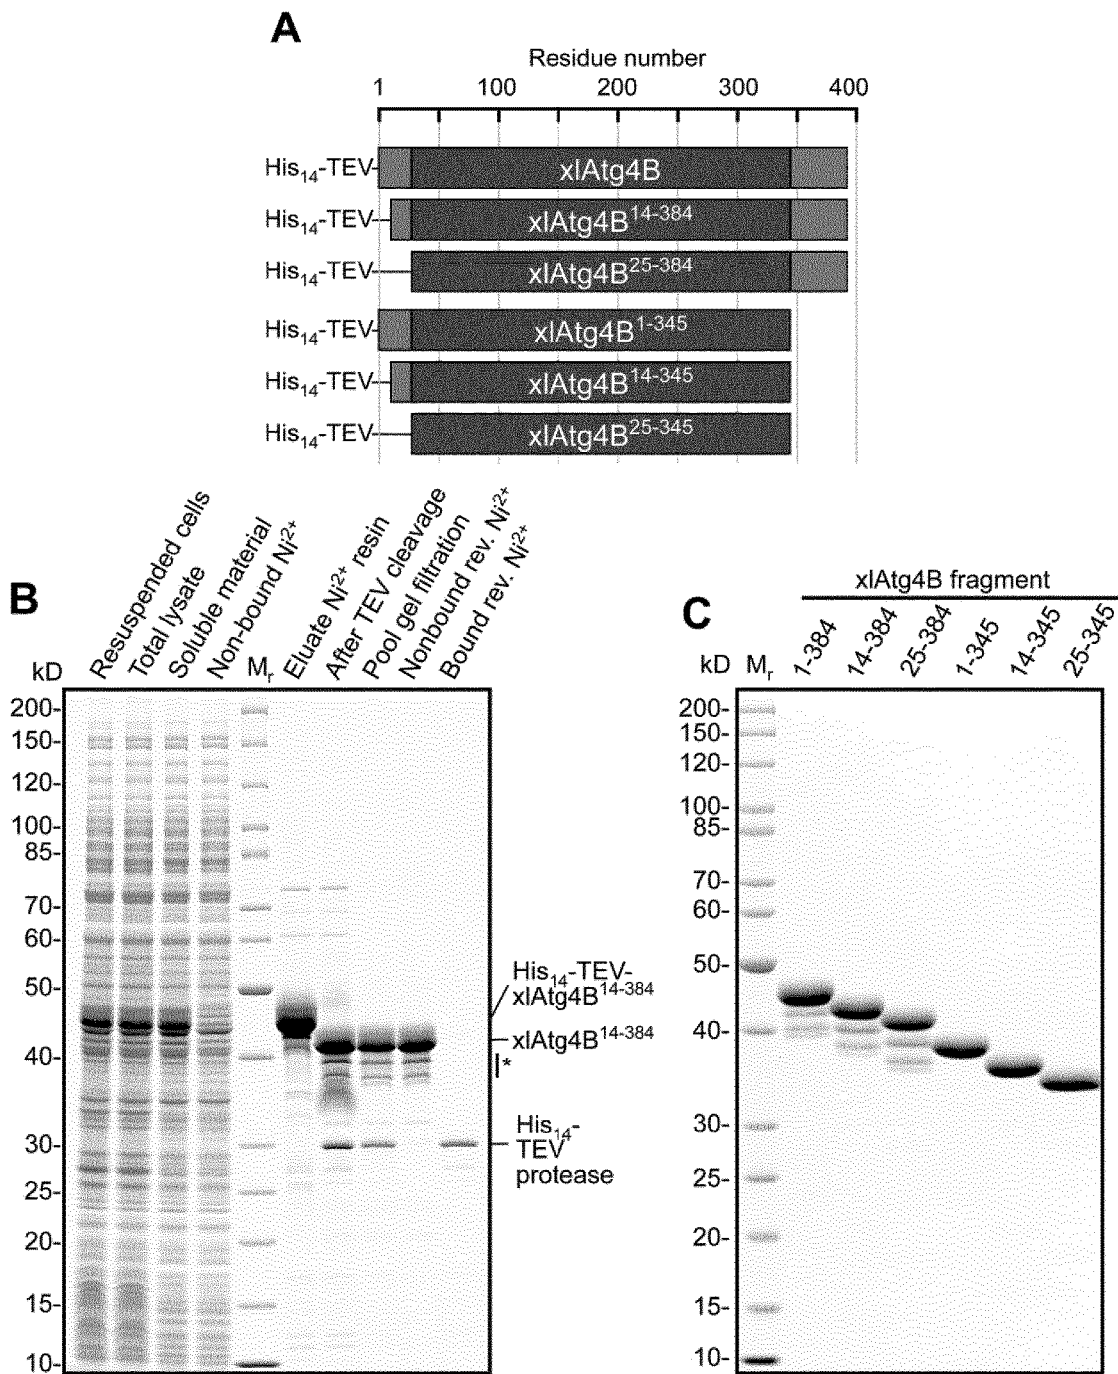 A
Residue number
1 100 200 300 400
His14-TEV xlAtg4B
His14-TEV xlAtg4B14-384
His14-TEV xlAtg4B25-384
His14-TEV xlAtg4B1-345
His14-TEV xlAtg4B14-345
His14-TEV xlAtg4B25-345
B
kD
Resuspended cells
Total lysate
Soluble material
Non-bound Ni2+
Mr
Eluate Ni2+ resin
After TEV cleavage
Pool gel filtration
Nonbound rev. Ni2+
Bound rev. Ni2+
200-
150-
120-
100-
85-
70-
60-
50-
40-
30-
25-
20-
15-
10-
His14-TEV-
xlAtg4B14-384
xlAtg4B14-384
*
His14-
TEV
protease
C
xlAtg4B fragment
kD
Mr
1-384
14-384
25-384
1-345
14-345
25-345
200-
150-
120-
100-
85-
70-
60-
50-
40-
30-
25-
20-
15-
10-